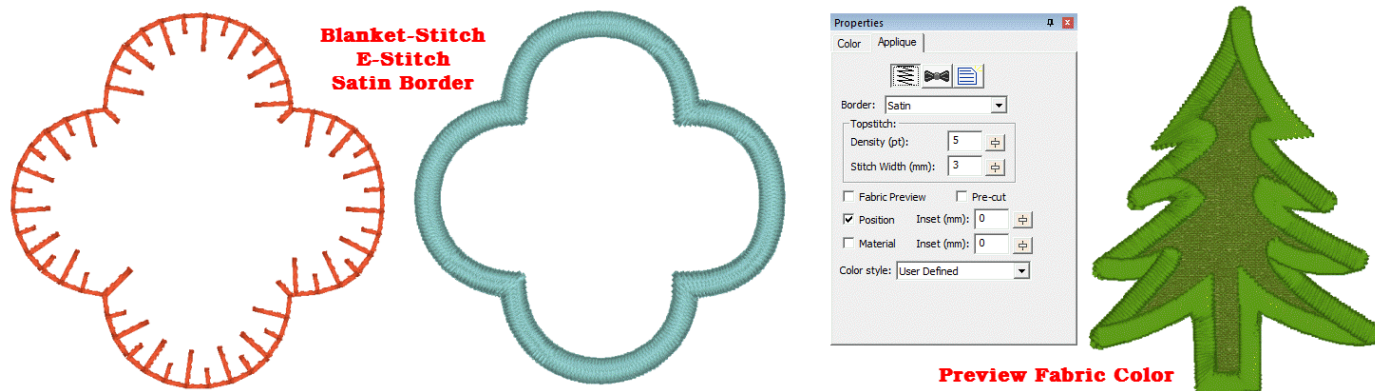 Blanket-Stitch
E-Stitch
Satin Border
Properties
Color Applique
Border: Satin
Topstitch:
Density (pt): 5
Stitch Width (mm): 3
Fabric Preview Pre-cut
Position Inset (mm): 0
Material Inset (mm): 0
Color style: User Defined
Preview Fabric Color